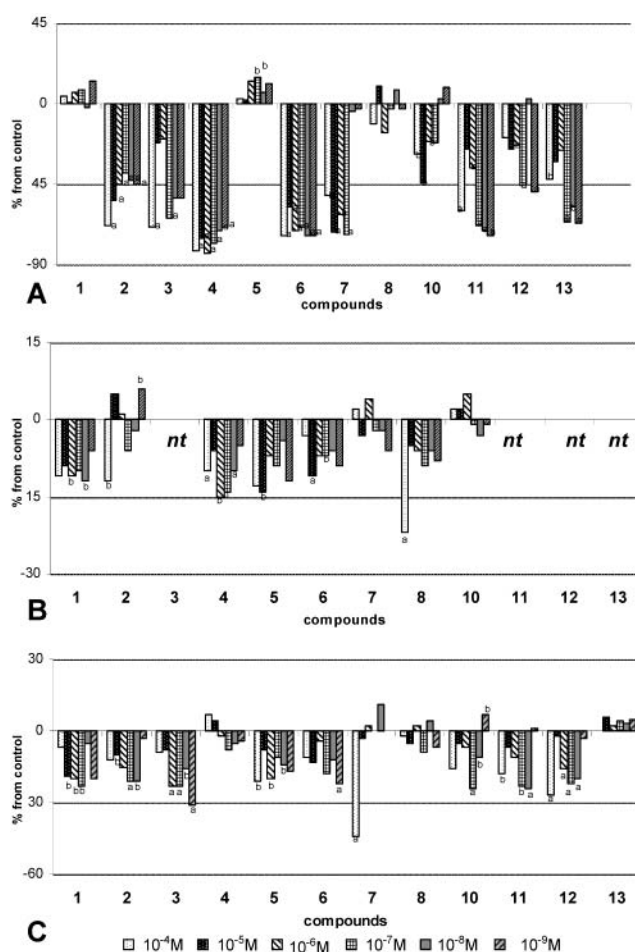 45
0
-45
-90
% from control
b b
a a a a a a a a a a a a a
A
1 2 3 4 5 6 7 8 10 11 12 13
compounds
15
0
15
-30
% from control
b
nt nt nt nt
b b b a b a b a b a
B
1 2 3 4 5 6 7 8 10 11 12 13
compounds
30
0
30
-60
% from control
b
b b b b a b a a a a b b b a a a b b b a a a a a
C
1 2 3 4 5 6 7 8 10 11 12 13
compounds
10⁻⁴M 10⁻⁵M 10⁻⁶M 10⁻⁷M 10⁻⁸M 10⁻⁹M